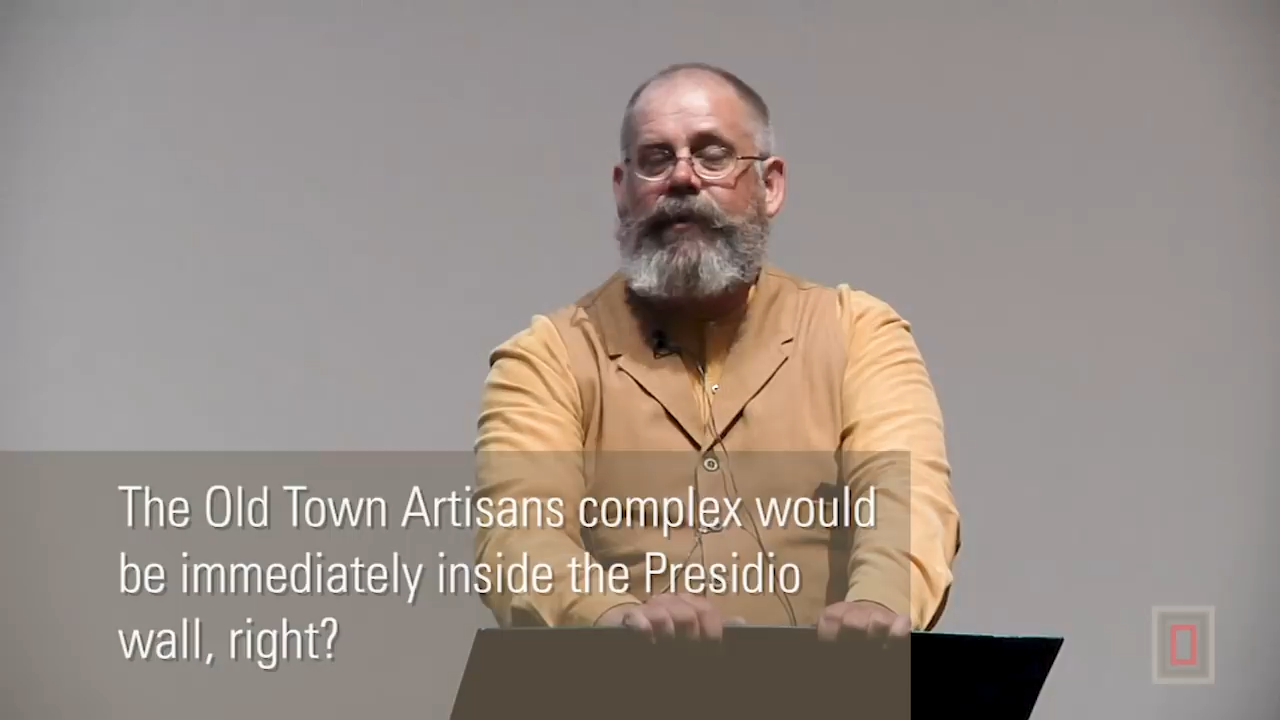 The Old Town Artisans complex would
be immediately inside the Presidio
wall, right?